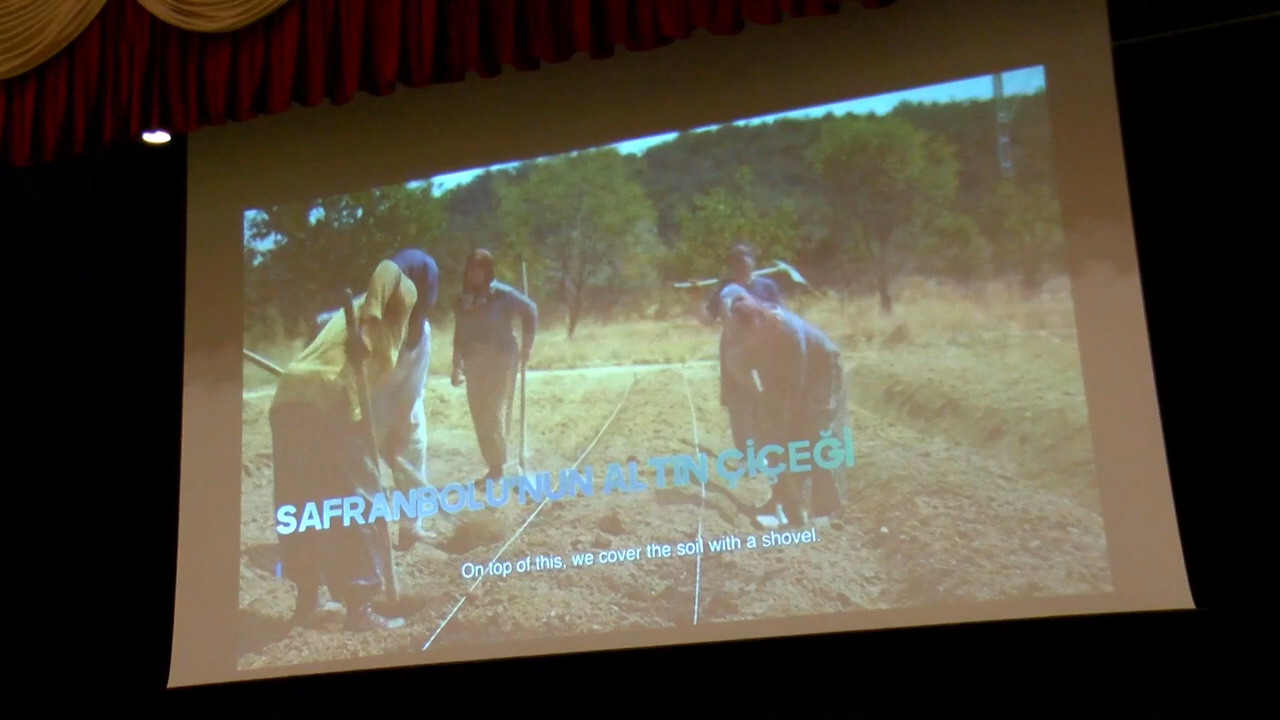 SAFRANBOLU'NUN ALTIN ÇİÇEĞİ
On top of this, we cover the soil with a shovel.